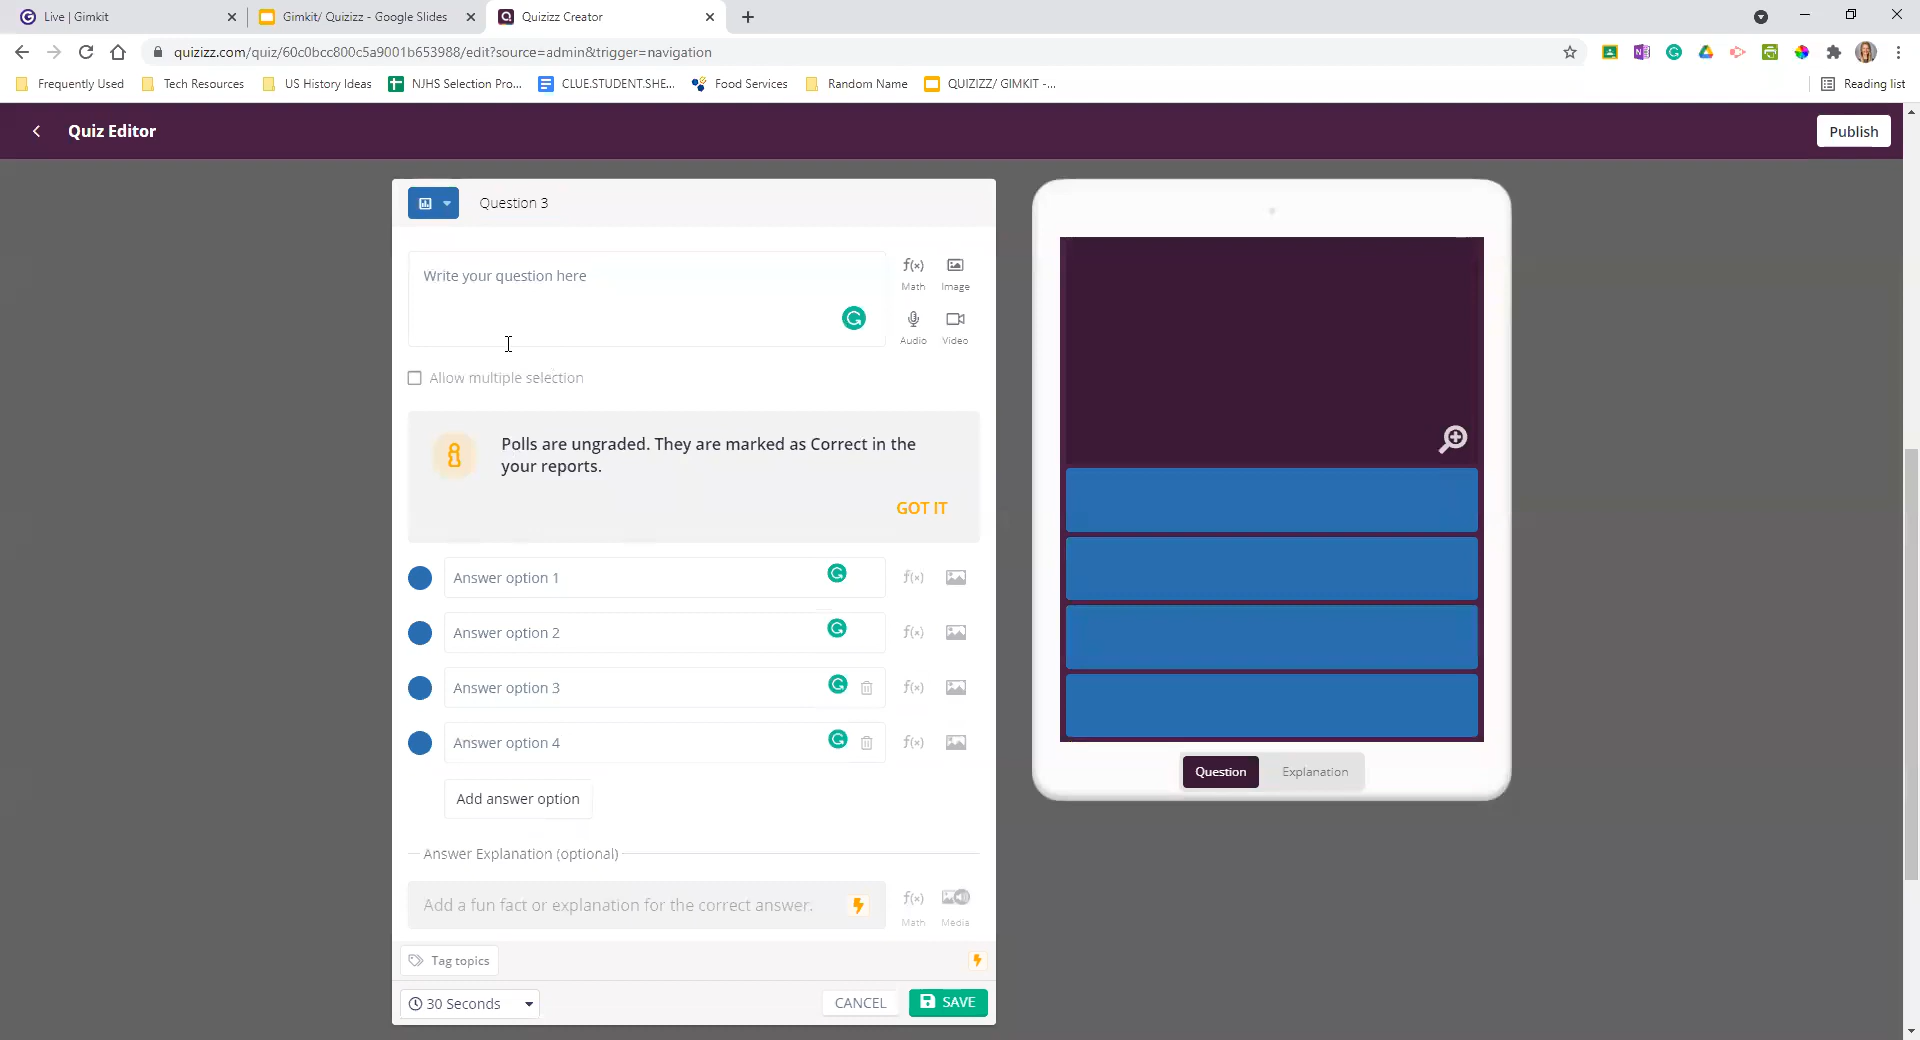 Live | Gimkit
Gimkit/ Quizizz - Google Slides
Quizizz Creator
quizizz.com/quiz/60c0bcc800c5a9001b653988/edit?source=admin&trigger=navigation
Frequently Used
Tech Resources
US History Ideas
NJHS Selection Pro...
CLUE.STUDENT.SHE...
Food Services
Random Name
QUIZIZZ/ GIMKIT -...
Reading list
Quiz Editor
Publish
Question 3
Write your question here
f(x)
Math
Image
Audio
Video
Allow multiple selection
Polls are ungraded. They are marked as Correct in the
your reports.
GOT IT
Answer option 1
f(x)
Answer option 2
f(x)
Answer option 3
f(x)
Answer option 4
f(x)
Add answer option
Question
Explanation
Answer Explanation (optional)
Add a fun fact or explanation for the correct answer.
f(x)
Math
Media
Tag topics
30 Seconds
CANCEL
SAVE